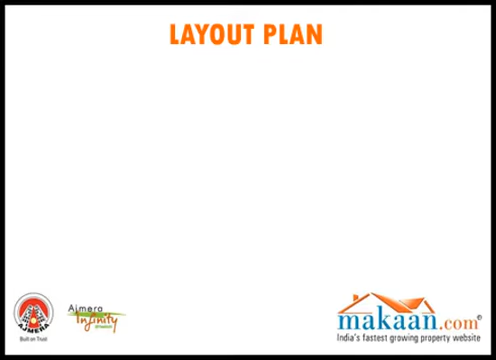 LAYOUT PLAN
AJMERA
Built on Trust
Ajmera
Infinity
makaan.com
India's fastest growing property website